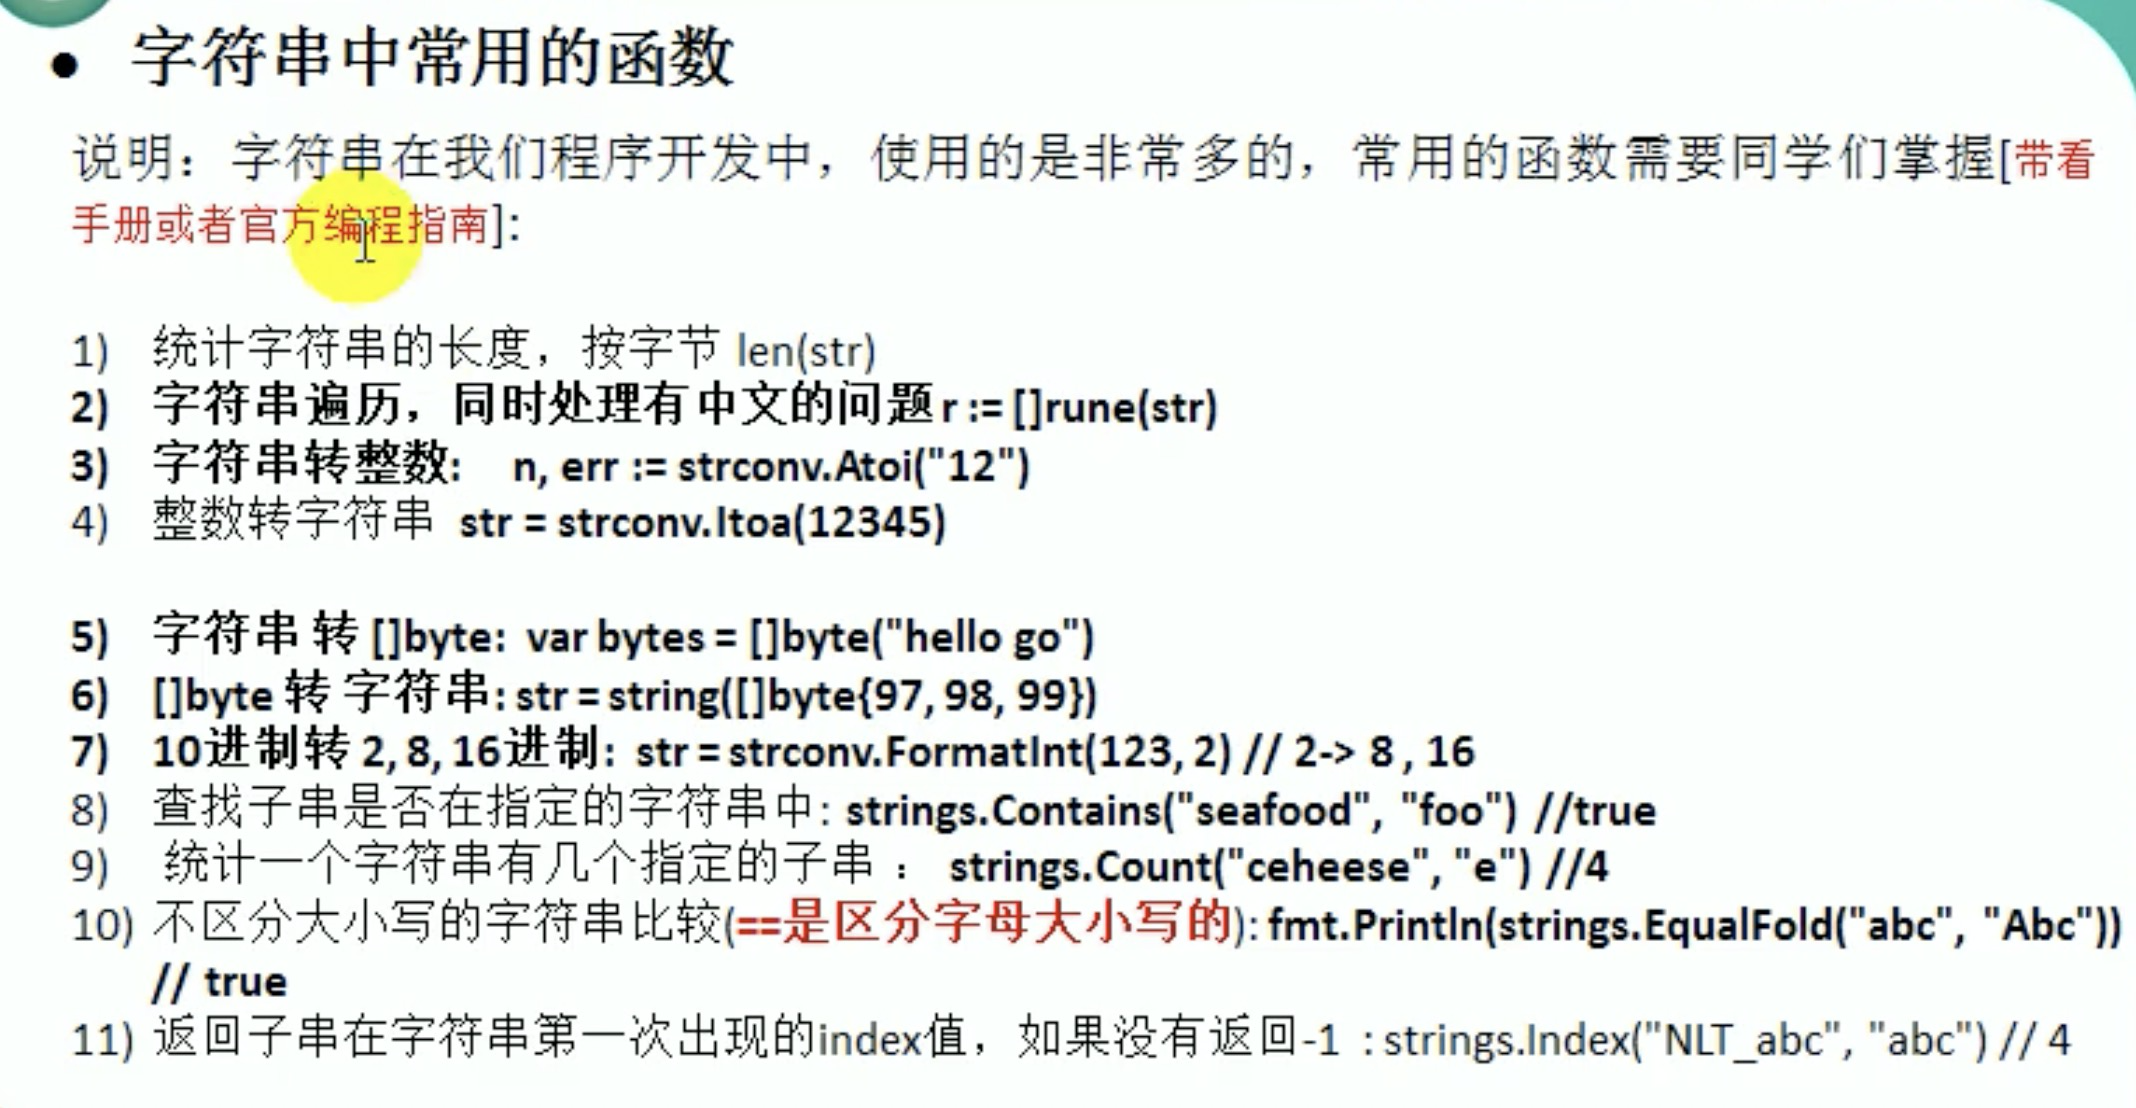 • 字符串中常用的函数
说明：字符串在我们程序开发中，使用的是非常多的，常用的函数需要同学们掌握[带看
手册或者官方编程指南]:
1) 统计字符串的长度，按字节 len(str)
2) 字符串遍历，同时处理有中文的问题 r := []rune(str)
3) 字符串转整数： n, err := strconv.Atoi("12")
4) 整数转字符串 str = strconv.Itoa(12345)
5) 字符串 转 []byte: var bytes = []byte("hello go")
6) []byte 转 字符串: str = string([]byte{97, 98, 99})
7) 10进制转 2, 8, 16进制: str = strconv.FormatInt(123, 2) // 2-> 8 , 16
8) 查找子串是否在指定的字符串中: strings.Contains("seafood", "foo") //true
9) 统计一个字符串有几个指定的子串 ： strings.Count("ceheese", "e") //4
10) 不区分大小写的字符串比较(==是区分字母大小写的): fmt.Println(strings.EqualFold("abc", "Abc"))
// true
11) 返回子串在字符串第一次出现的index值，如果没有返回-1 : strings.Index("NLT_abc", "abc") // 4